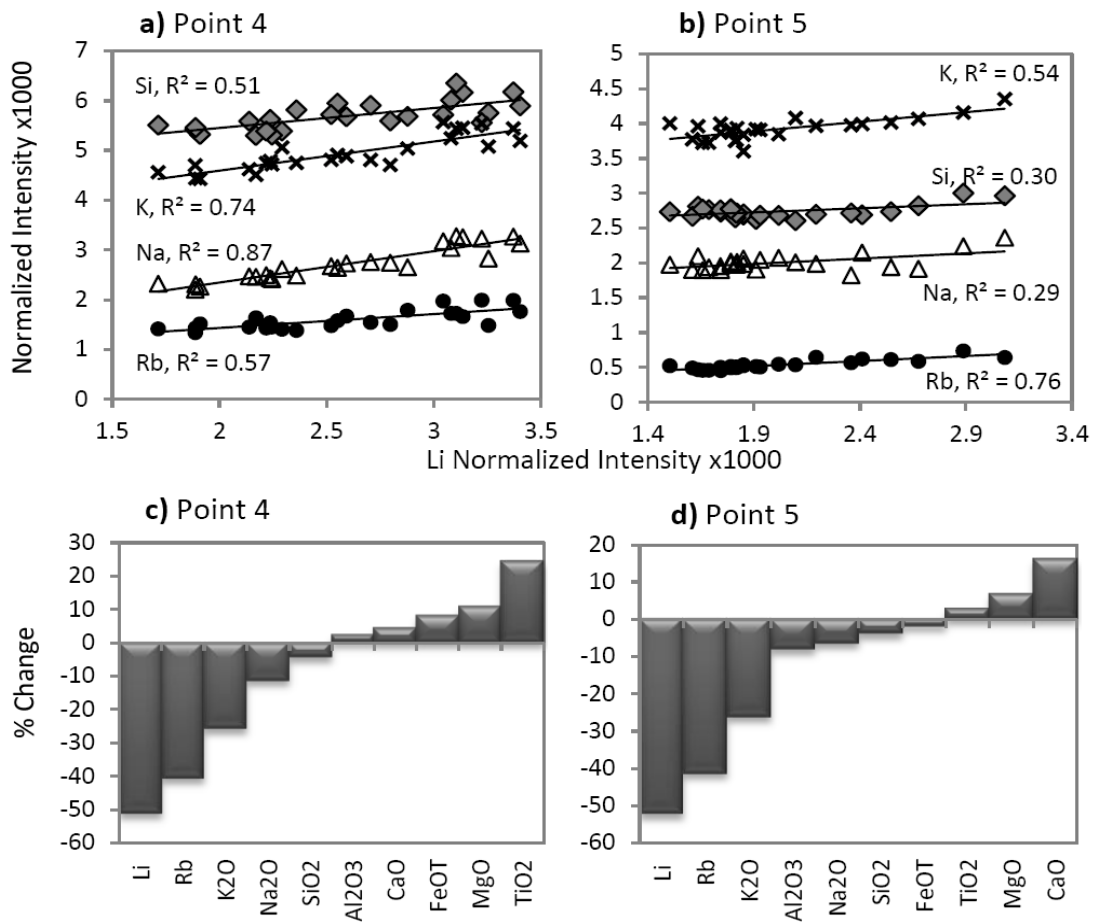 a) Point 4
b) Point 5
Normalized Intensity x1000
7
6
5
4
3
2
1
0
Si, R² = 0.51
K, R² = 0.74
Na, R² = 0.87
Rb, R² = 0.57
1.5
2
2.5
3
3.5
5
4.5
4
3.5
3
2.5
2
1.5
1
0.5
0
K, R² = 0.54
Si, R² = 0.30
Na, R² = 0.29
Rb, R² = 0.76
1.4
1.9
2.4
2.9
3.4
Li Normalized Intensity x1000
c) Point 4
d) Point 5
% Change
30
20
10
0
-10
-20
-30
-40
-50
-60
Li
Rb
K2O
Na2O
SiO2
Al2O3
CaO
FeOT
MgO
TiO2
20
10
0
-10
-20
-30
-40
-50
-60
Li
Rb
K2O
Al2O3
Na2O
SiO2
FeOT
TiO2
MgO
CaO